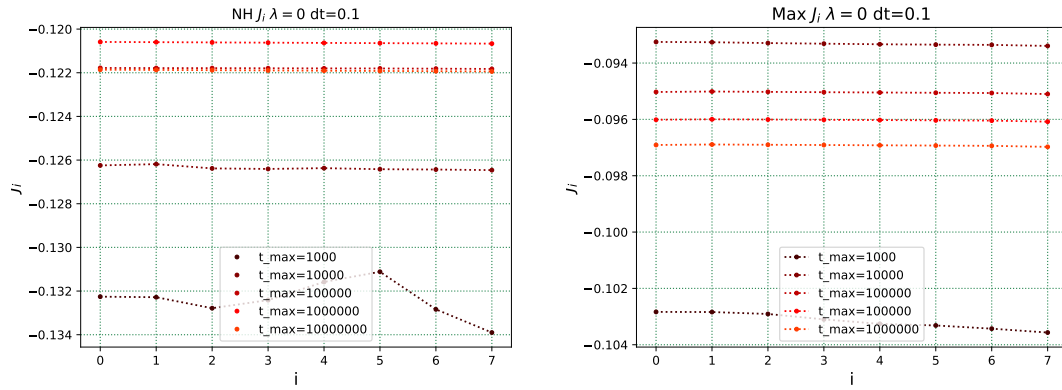 NH J_i λ = 0 dt=0.1
−0.120
−0.122
−0.124
−0.126
−0.128
−0.130
−0.132
−0.134
J_i
t_max=1000
t_max=10000
t_max=100000
t_max=1000000
t_max=10000000
0 1 2 3 4 5 6 7
i
Max J_i λ = 0 dt=0.1
−0.094
−0.096
−0.098
−0.100
−0.102
−0.104
J_i
t_max=1000
t_max=10000
t_max=100000
t_max=1000000
t_max=10000000
0 1 2 3 4 5 6 7
i